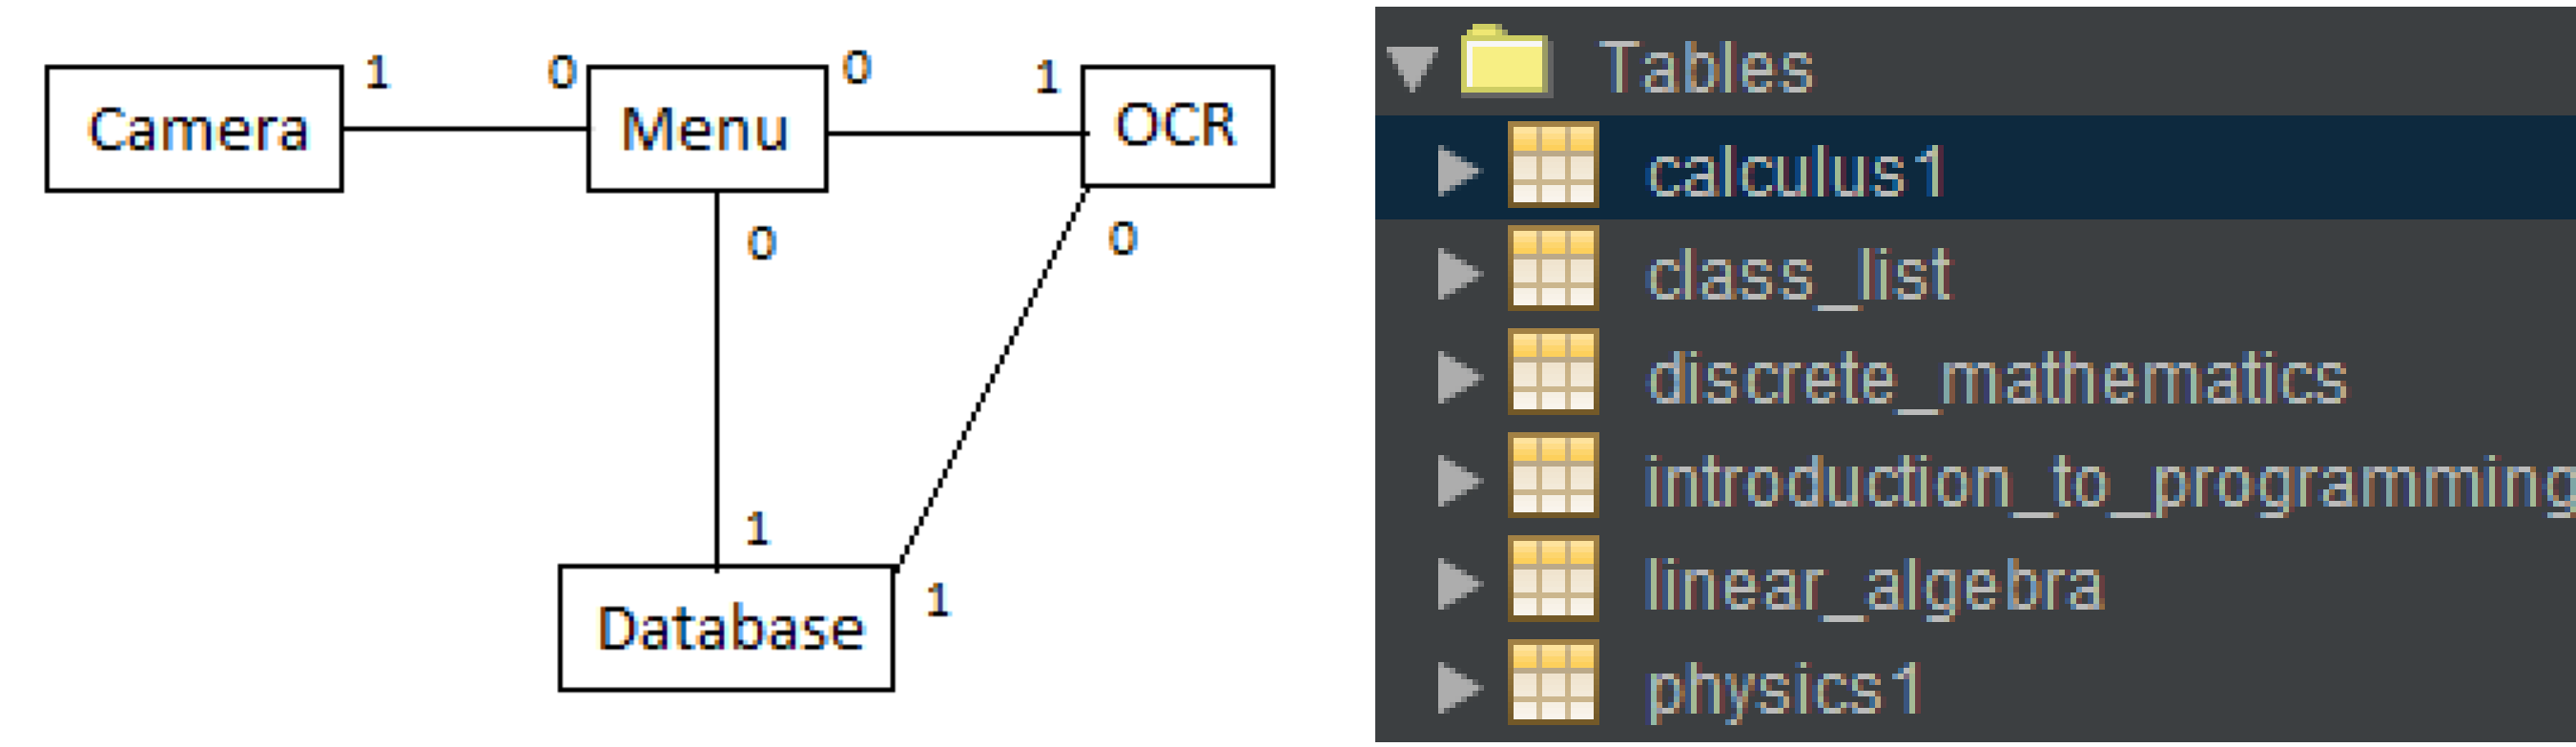 1 0 0 1
Camera Menu OCR
0 0
1
1
Database
Tables
calculus1
class_list
discrete_mathematics
introduction_to_programming
linear_algebra
physics1